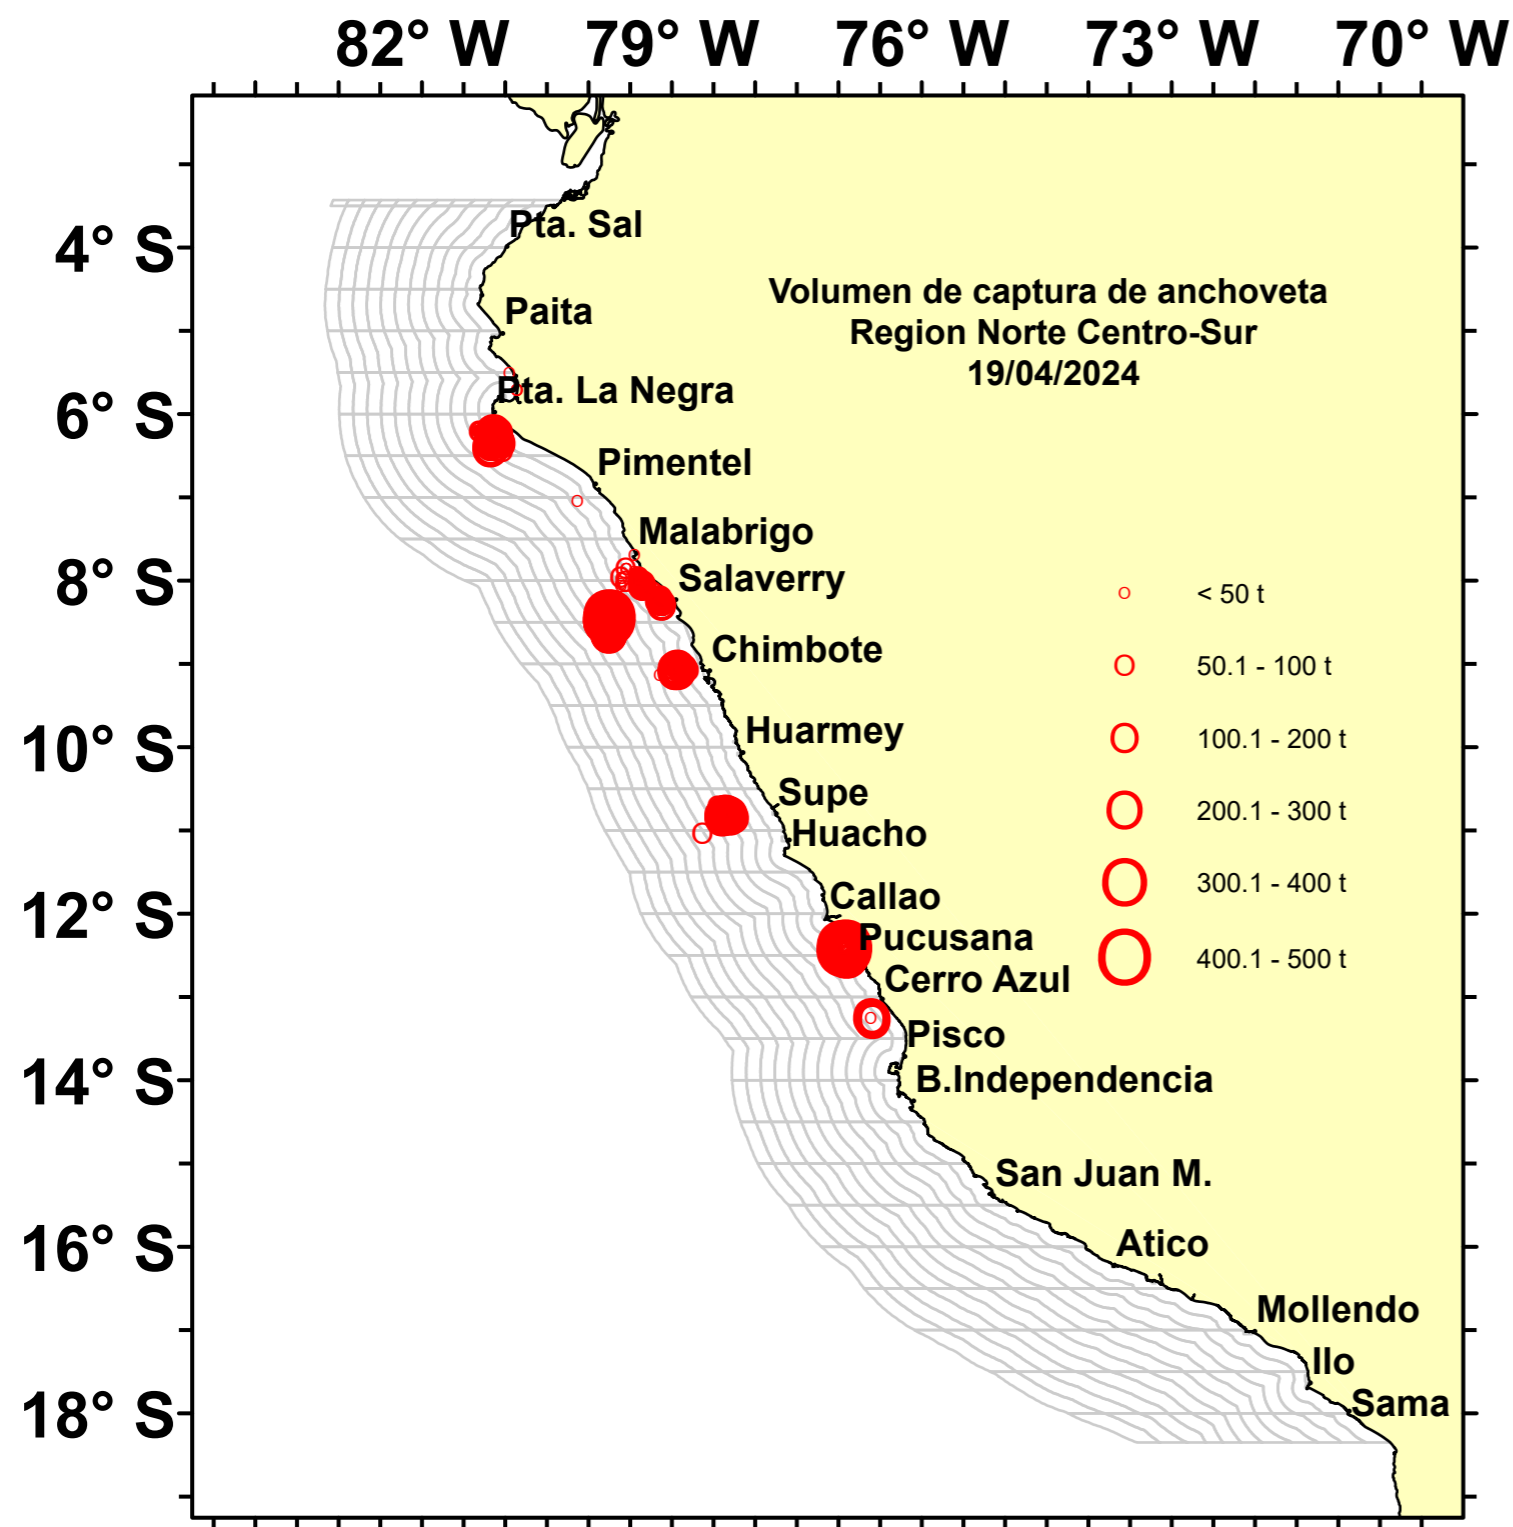 82° W 79° W 76° W 73° W 70° W
4° S
6° S
8° S
10° S
12° S
14° S
16° S
18° S
Pta. Sal
Paita
Pta. La Negra
Pimentel
Malabrigo
Salaverry
Chimbote
Huarmey
Supe
Huacho
Callao
Pucusana
Cerro Azul
Pisco
B.Independencia
San Juan M.
Atico
Mollendo
Ilo
Sama
Volumen de captura de anchoveta
Region Norte Centro-Sur
19/04/2024
< 50 t
50.1 - 100 t
100.1 - 200 t
200.1 - 300 t
300.1 - 400 t
400.1 - 500 t